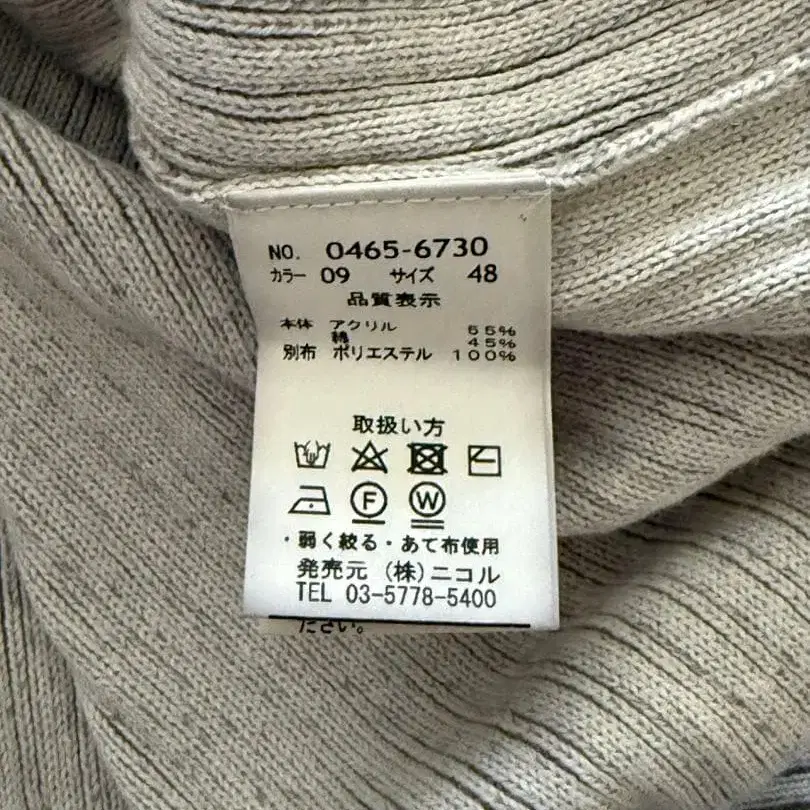 NO. 0465-6730
カラー 09 サイズ 48
品質表示
本体 アクリル 55%
綿 45%
別布 ポリエステル 100%
取扱い方
F W
・弱く絞る・あて布使用
発売元 (株)ニコル
TEL 03-5778-5400
ださい。